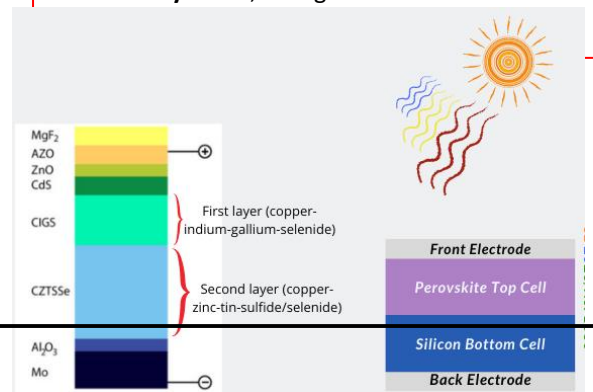 MgF₂
AZO
ZnO
CdS
CIGS
CZTSSe
Al₂O₃
Mo
+
−
First layer (copper-
indium-gallium-selenide)
Second layer (copper-
zinc-tin-sulfide/selenide)
Front Electrode
Perovskite Top Cell
Silicon Bottom Cell
Back Electrode